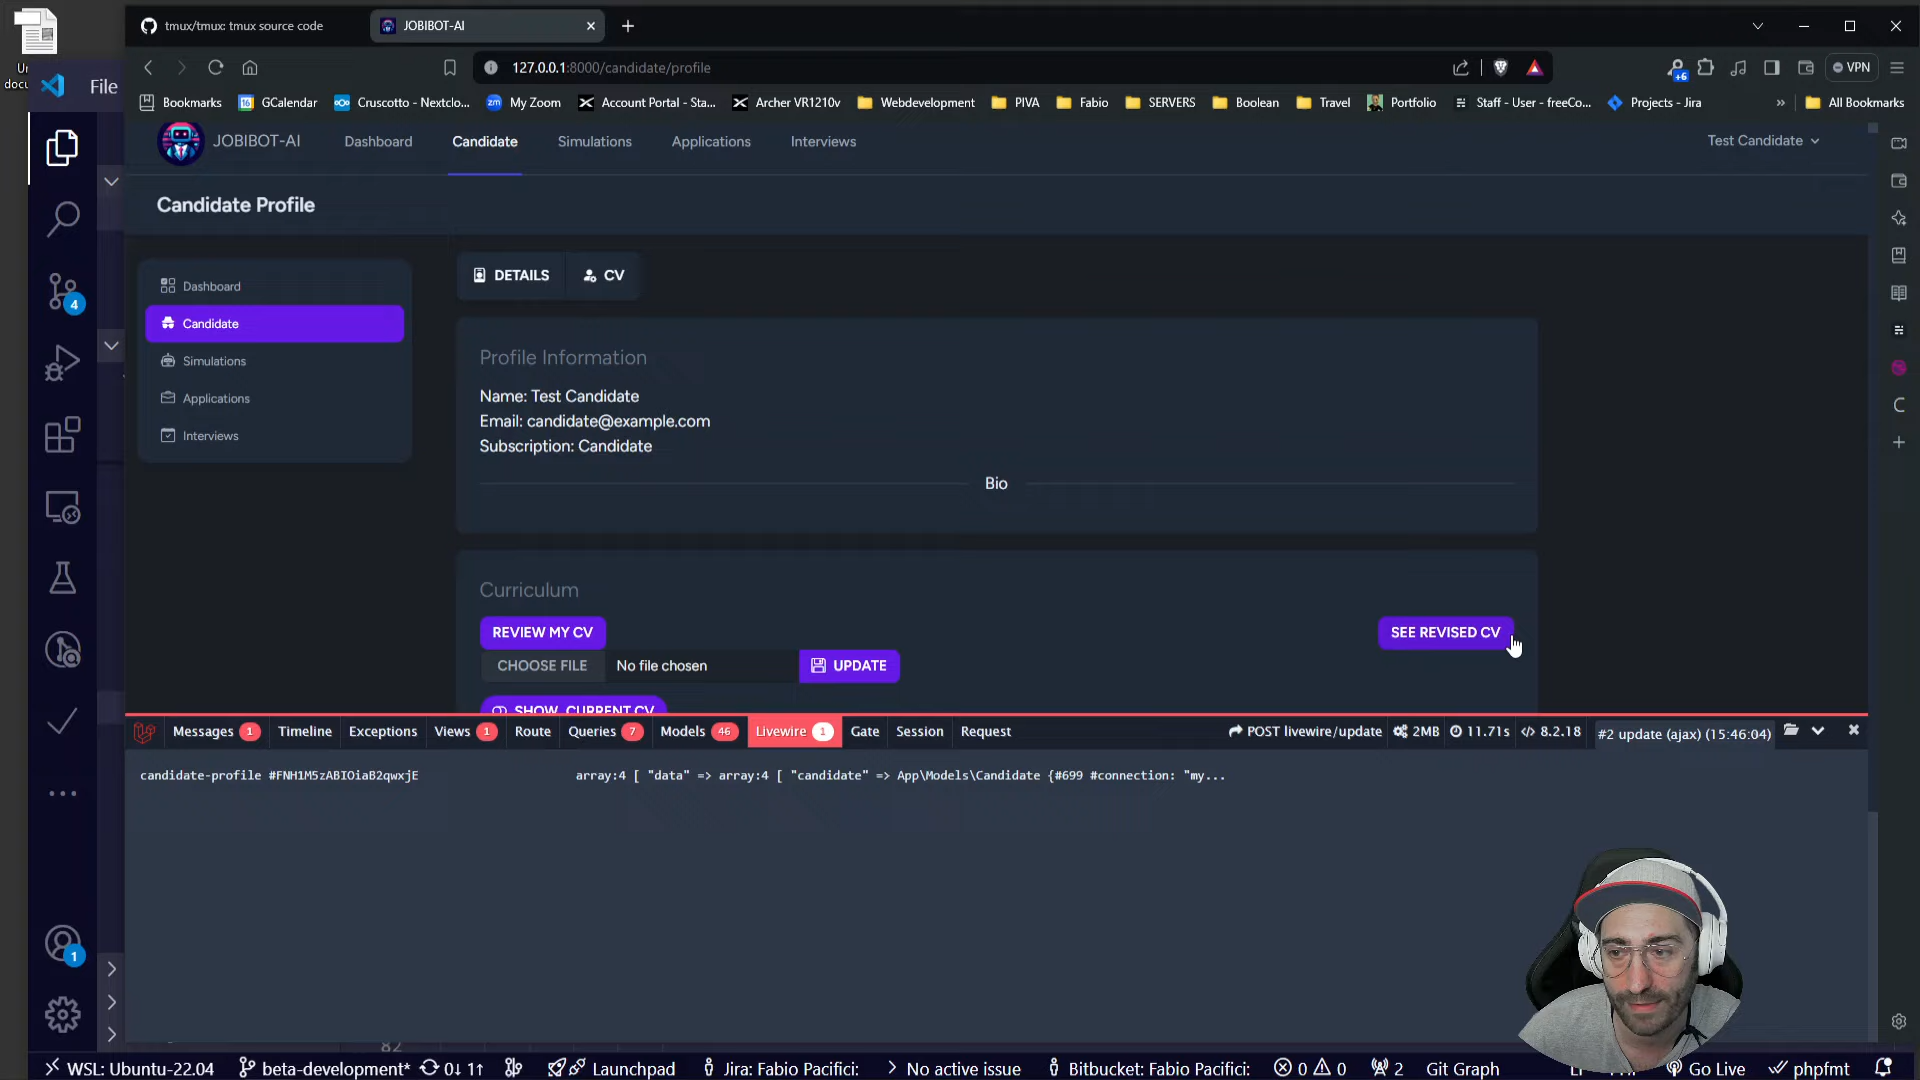 Ur
docu
File
tmux/tmux: tmux source code
JOBIBOT-AI
127.0.0.1:8000/candidate/profile
+6
VPN
Bookmarks
16 GCalendar
Cruscotto - Nextclo...
zm My Zoom
Account Portal - Sta...
Archer VR1210v
Webdevelopment
PIVA
Fabio
SERVERS
Boolean
Travel
Portfolio
Staff - User - freeCo...
Projects - Jira
» All Bookmarks
JOBIBOT-AI
Dashboard
Candidate
Simulations
Applications
Interviews
Test Candidate
Candidate Profile
Dashboard
Candidate
Simulations
Applications
Interviews
DETAILS
CV
Profile Information
Name: Test Candidate
Email: candidate@example.com
Subscription: Candidate
Bio
Curriculum
REVIEW MY CV
SEE REVISED CV
CHOOSE FILE No file chosen
UPDATE
SHOW CURRENT CV
Messages 1
Timeline
Exceptions
Views 1
Route
Queries 7
Models 46
Livewire 1
Gate
Session
Request
POST livewire/update
2MB
11.71s
8.2.18
#2 update (ajax) (15:46:04)
candidate-profile #FNH1M5zABIOiaB2qwxjE
array:4 [ "data" => array:4 [ "candidate" => App\Models\Candidate {#699 #connection: "my...
4
1
82
WSL: Ubuntu-22.04
beta-development*
0↓ 1↑
Launchpad
Jira: Fabio Pacifici:
No active issue
Bitbucket: Fabio Pacifici:
0 0
2
Git Graph
Go Live
phpfmt